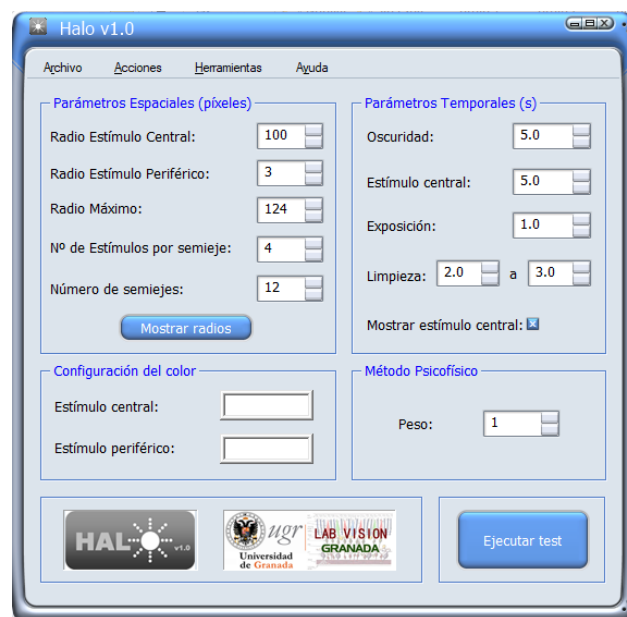 Halo v1.0
Archivo Acciones Herramientas Ayuda
Parámetros Espaciales (píxeles)
Radio Estímulo Central: 100
Radio Estímulo Periférico: 3
Radio Máximo: 124
Nº de Estímulos por semieje: 4
Número de semiejes: 12
Mostrar radios
Parámetros Temporales (s)
Oscuridad: 5.0
Estímulo central: 5.0
Exposición: 1.0
Limpieza: 2.0 a 3.0
Mostrar estímulo central:
Configuración del color
Estímulo central:
Estímulo periférico:
Método Psicofísico
Peso: 1
HAL v1.0
ugr
Universidad
de Granada
LAB VISION
GRANADA
Ejecutar test